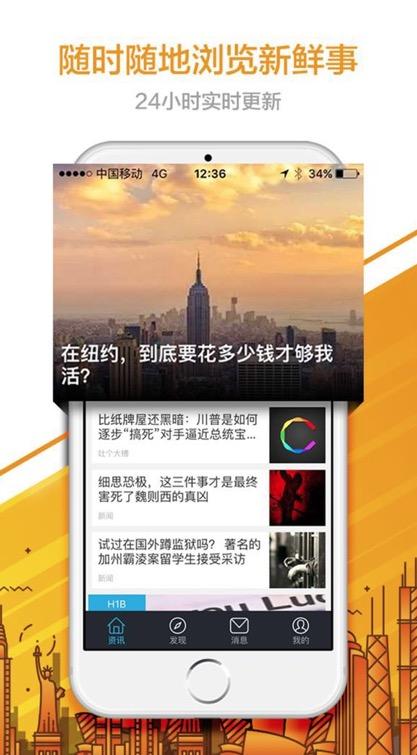 随时随地浏览新鲜事
24小时实时更新
中国移动 4G 12:36 34%
在纽约，到底要花多少钱才够我
活？
比纸牌屋还黑暗：川普是如何
逐步“搞死”对手逼近总统宝...
吐个大槽
细思恐极，这三件事才是最终
害死了魏则西的真凶
新闻
试过在国外蹲监狱吗？ 著名的
加州霸凌案留学生接受采访
新闻
H1B
资讯 发现 消息 我的